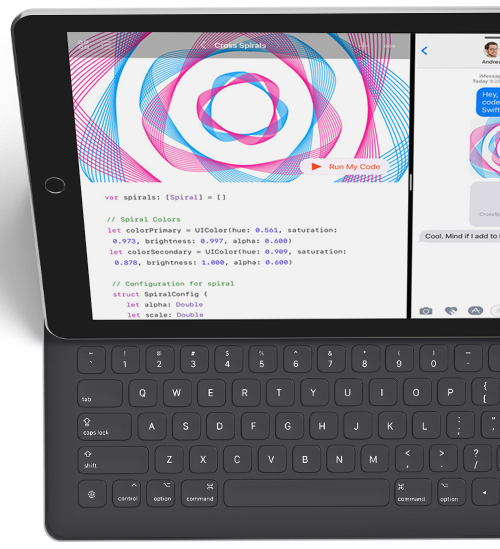 Cross Spirals
Run My Code
var spirals: [Spiral] = []
// Spiral Colors
let colorPrimary = UIColor(hue: 0.561, saturation:
0.973, brightness: 0.997, alpha: 0.600)
let colorSecondary = UIColor(hue: 0.909, saturation:
0.878, brightness: 1.000, alpha: 0.600)
// Configuration for spiral
struct SpiralConfig {
let alpha: Double
let scale: Double
Andrew
iMessage
Today 9:
Hey,
code
Swift
CrossSp
Cool. Mind if I add to i
~ ! @ # $ % ^ & * ( ) –
` 1 2 3 4 5 6 7 8 9 0 -
tab Q W E R T Y U I O P { [
caps lock A S D F G H J K L : ; " '
shift Z X C V B N M < , > . ? /
control option command command option